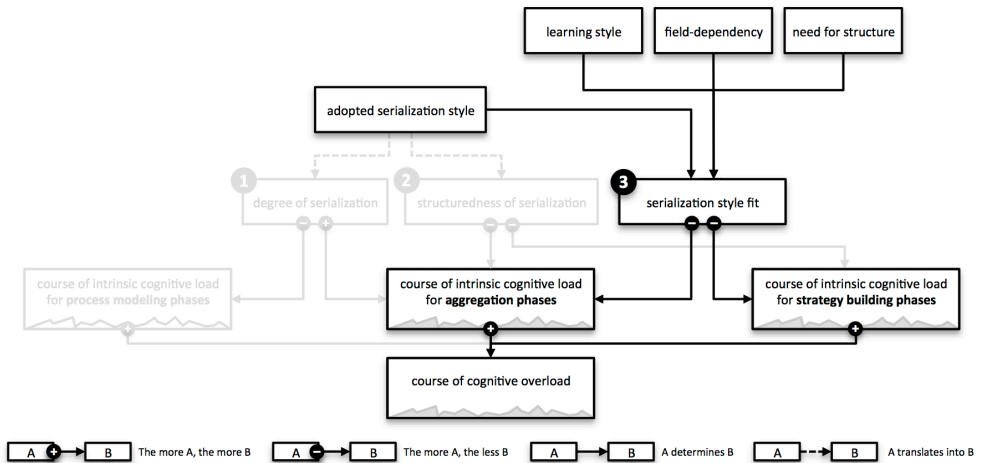 learning style
field-dependency
need for structure
adopted serialization style
1
degree of serialization
2
structuredness of serialization
3
serialization style fit
course of intrinsic cognitive load
for process modeling phases
course of intrinsic cognitive load
for aggregation phases
course of intrinsic cognitive load
for strategy building phases
course of cognitive overload
A + B The more A, the more B
A − B The more A, the less B
A B A determines B
A B A translates into B